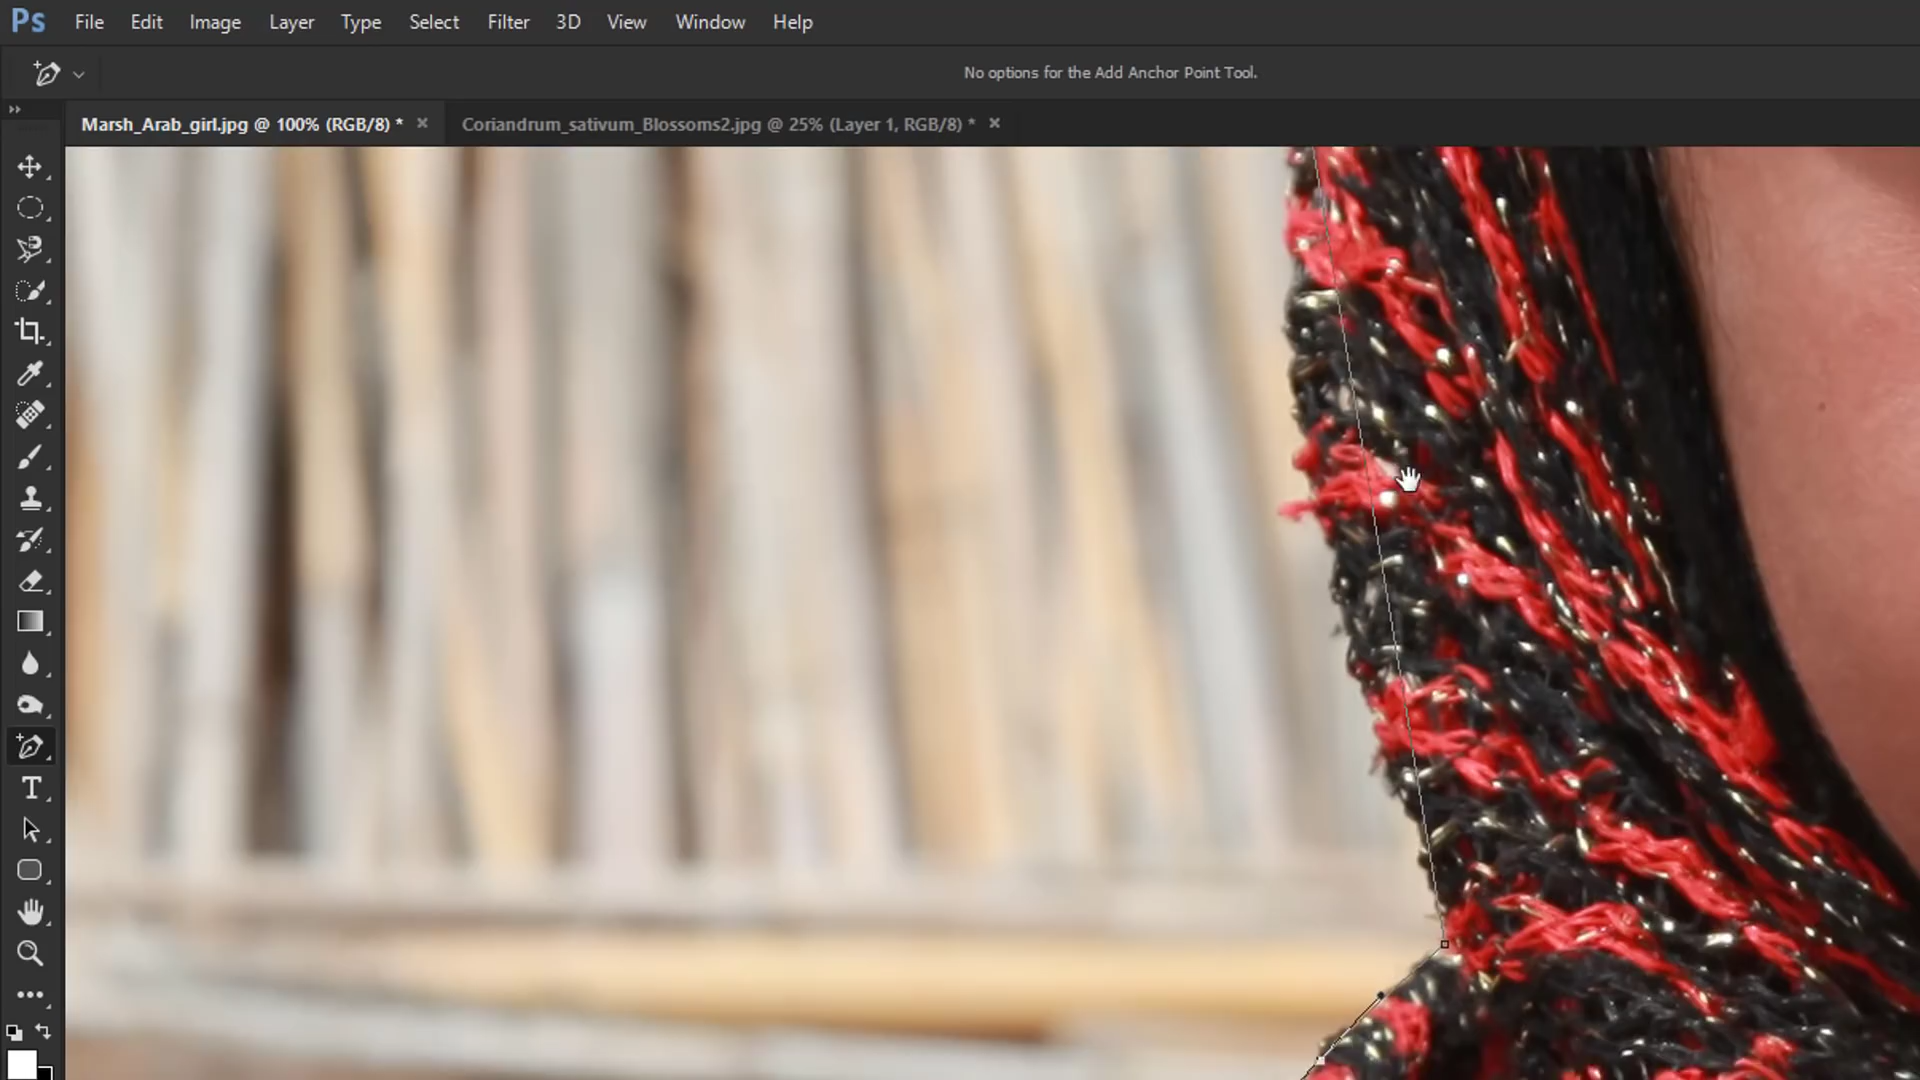 Ps File Edit Image Layer Type Select Filter 3D View Window Help
No options for the Add Anchor Point Tool.
Marsh_Arab_girl.jpg @ 100% (RGB/8) * × Coriandrum_sativum_Blossoms2.jpg @ 25% (Layer 1, RGB/8) * ×
T